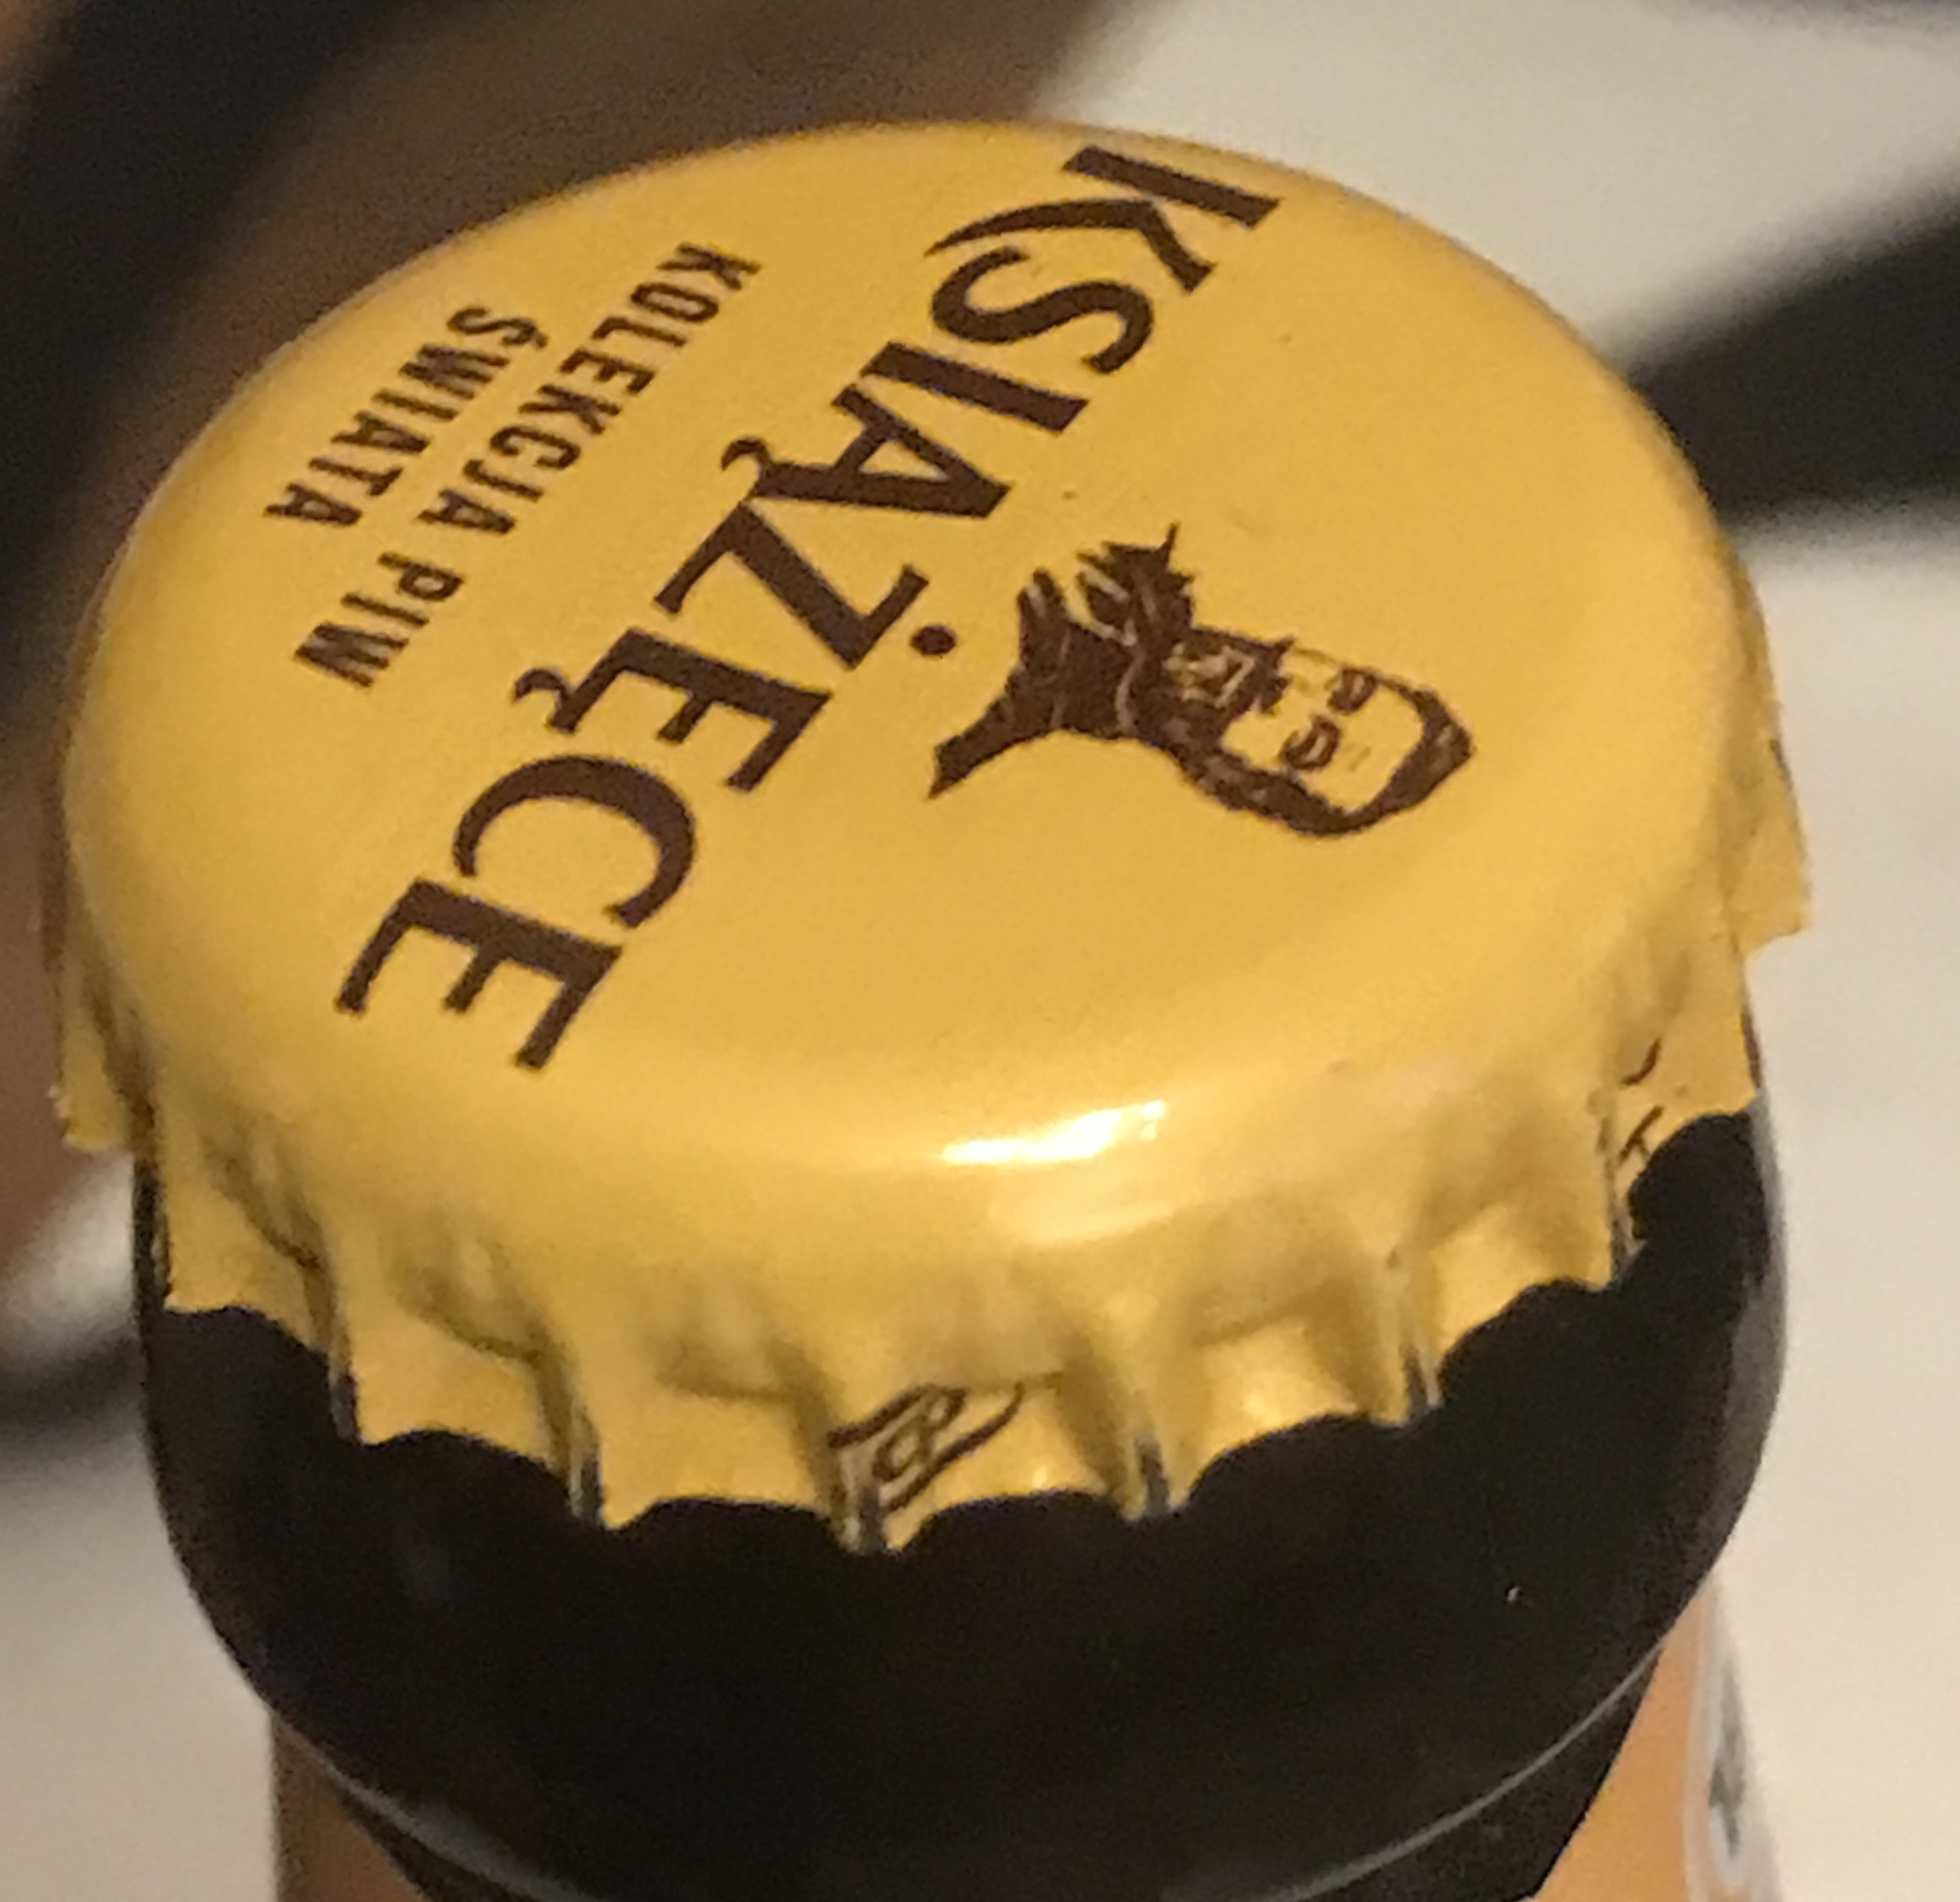 KSIĄŻĘCE
KOLEKCJA PIW
ŚWIATA